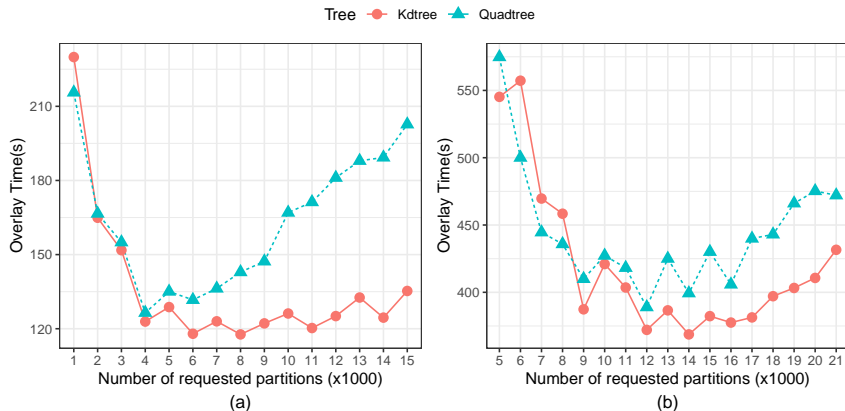 Tree Kdtree Quadtree
Overlay Time(s)
210
180
150
120
1 2 3 4 5 6 7 8 9 10 11 12 13 14 15
Number of requested partitions (x1000)
(a)
Overlay Time(s)
550
500
450
400
5 6 7 8 9 10 11 12 13 14 15 16 17 18 19 20 21
Number of requested partitions (x1000)
(b)